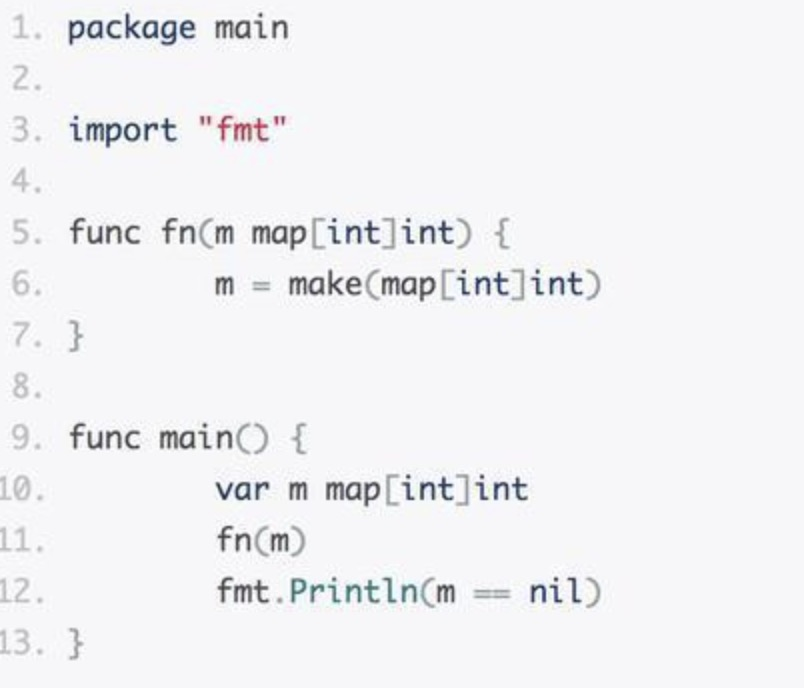 1. package main
2.
3. import "fmt"
4.
5. func fn(m map[int]int) {
6.         m = make(map[int]int)
7. }
8.
9. func main() {
10.         var m map[int]int
11.         fn(m)
12.         fmt.Println(m == nil)
13. }